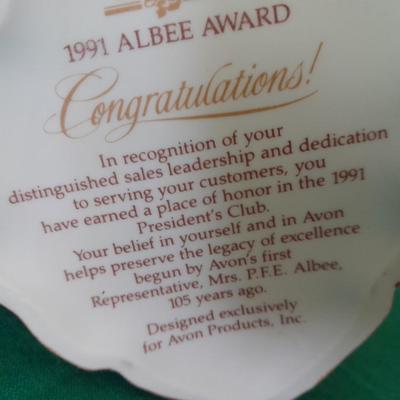 1991 ALBEE AWARD
Congratulations!
In recognition of your
distinguished sales leadership and dedication
to serving your customers, you
have earned a place of honor in the 1991
President's Club.
Your belief in yourself and in Avon
helps preserve the legacy of excellence
begun by Avon's first
Representative, Mrs. P.F.E. Albee,
105 years ago.
Designed exclusively
for Avon Products, Inc.